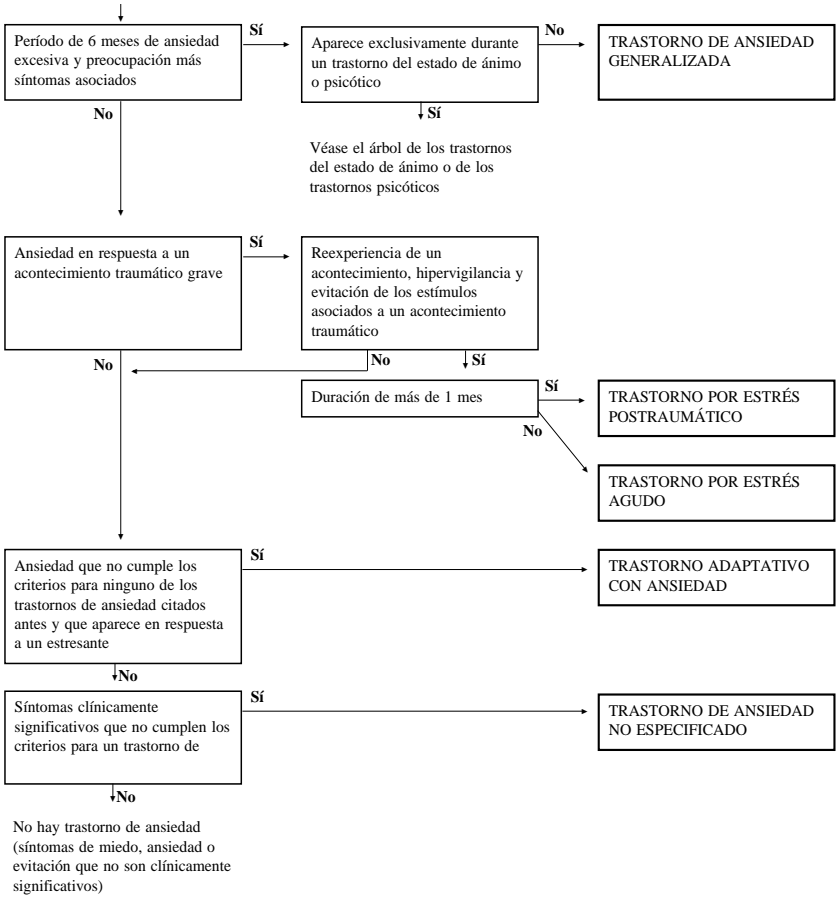 Período de 6 meses de ansiedad
excesiva y preocupación más
síntomas asociados
Sí
Aparece exclusivamente durante
un trastorno del estado de ánimo
o psicótico
No
TRASTORNO DE ANSIEDAD
GENERALIZADA
No
Sí
Véase el árbol de los trastornos
del estado de ánimo o de los
trastornos psicóticos
Ansiedad en respuesta a un
acontecimiento traumático grave
Sí
Reexperiencia de un
acontecimiento, hipervigilancia y
evitación de los estímulos
asociados a un acontecimiento
traumático
No
No
Sí
Duración de más de 1 mes
Sí
TRASTORNO POR ESTRÉS
POSTRAUMÁTICO
No
TRASTORNO POR ESTRÉS
AGUDO
Ansiedad que no cumple los
criterios para ninguno de los
trastornos de ansiedad citados
antes y que aparece en respuesta
a un estresante
Sí
TRASTORNO ADAPTATIVO
CON ANSIEDAD
No
Síntomas clínicamente
significativos que no cumplen los
criterios para un trastorno de
Sí
TRASTORNO DE ANSIEDAD
NO ESPECIFICADO
No
No hay trastorno de ansiedad
(síntomas de miedo, ansiedad o
evitación que no son clínicamente
significativos)